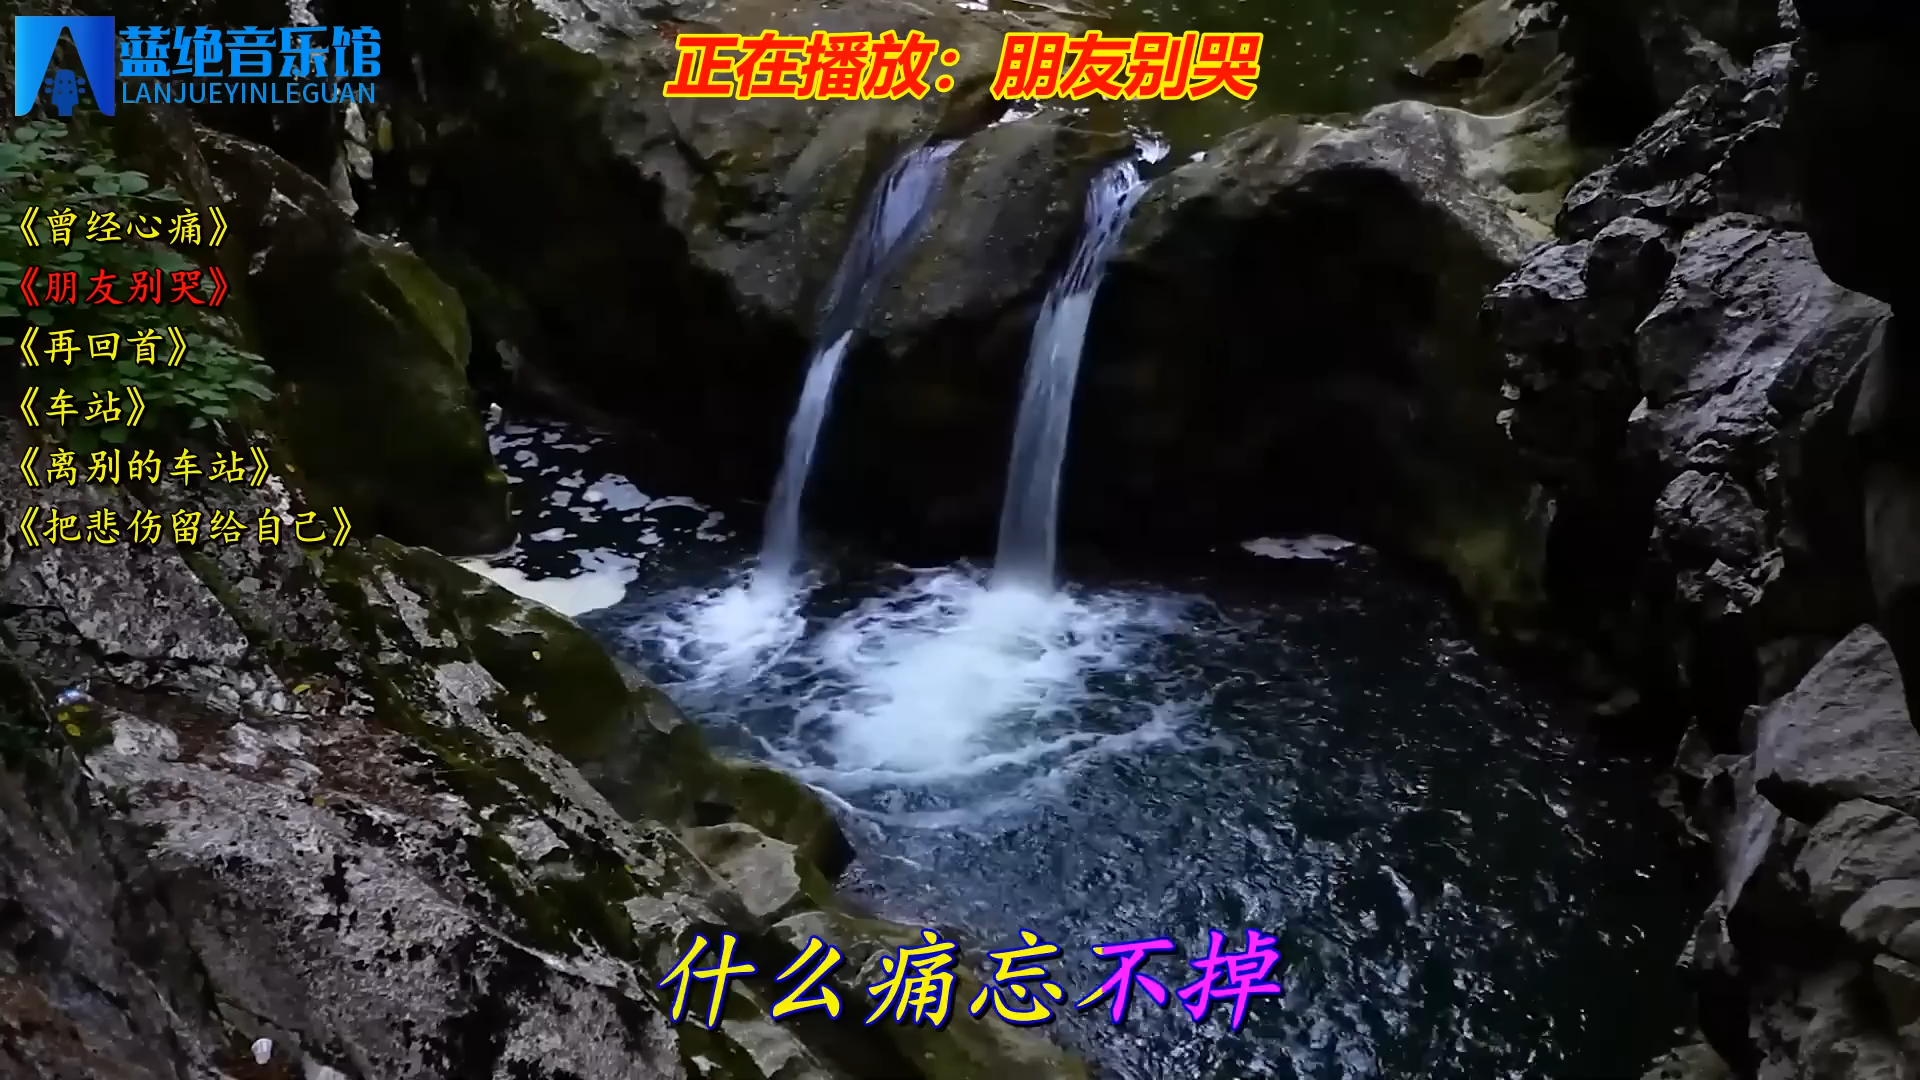 蓝绝音乐馆
LANJUEYINLEGUAN
正在播放：朋友别哭
《曾经心痛》
《朋友别哭》
《再回首》
《车站》
《离别的车站》
《把悲伤留给自己》
什么痛忘不掉